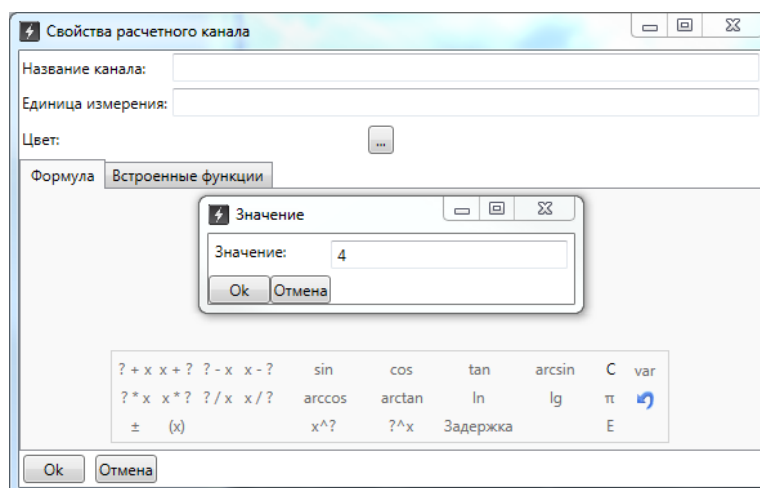 Свойства расчетного канала
Название канала:
Единица измерения:
Цвет: ...
Формула Встроенные функции
Значение
Значение: 4
Ok Отмена
? + x x + ? ? - x x - ? sin cos tan arcsin C var
? * x x * ? ? / x x / ? arccos arctan ln lg π
± (x) x^? ?^x Задержка E
Ok Отмена